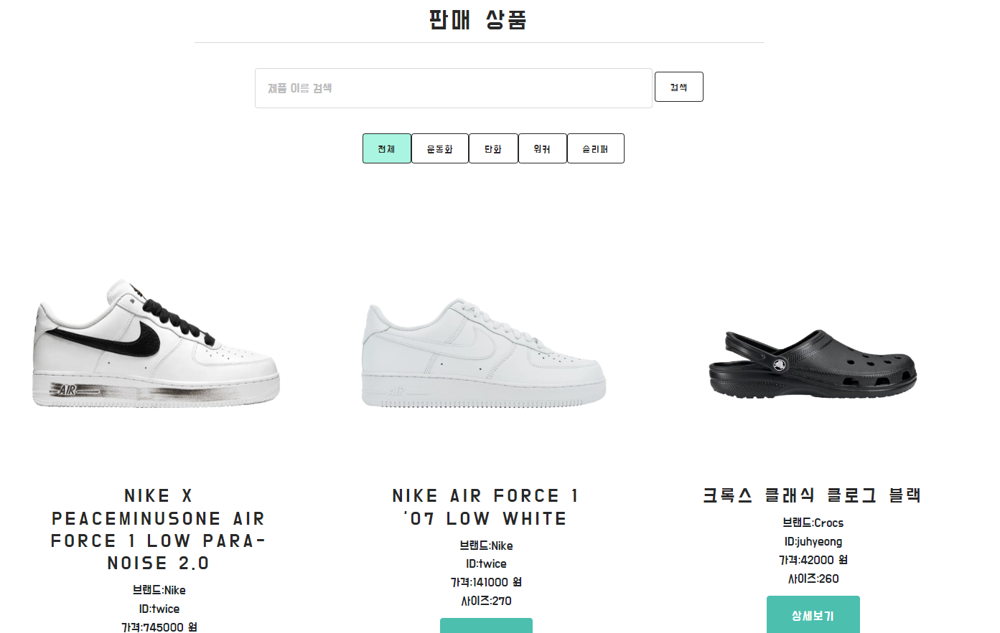 판매 상품
제품 이름 검색
검색
전체
운동화
단화
워커
슬리퍼
AIR
AIR
NIKE X
PEACEMINUSONE AIR
FORCE 1 LOW PARA-
NOISE 2.0
브랜드:Nike
ID:twice
가격:745000 원
NIKE AIR FORCE 1
'07 LOW WHITE
브랜드:Nike
ID:twice
가격:141000 원
사이즈:270
크록스 클래식 클로그 블랙
브랜드:Crocs
ID:juhyeong
가격:42000 원
사이즈:260
상세보기